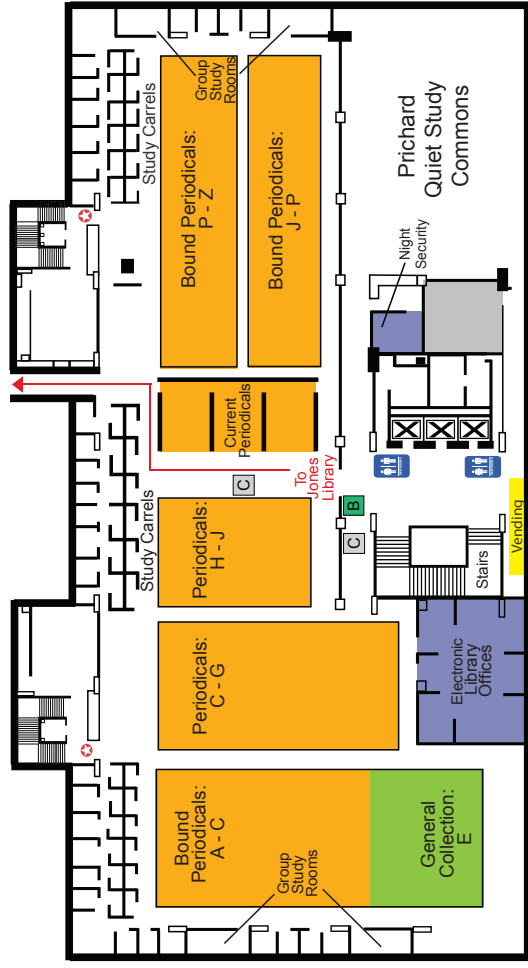 Group
Study
Rooms
Study Carrels
Bound Periodicals:
P - Z
Bound Periodicals:
J - P
Prichard
Quiet Study
Commons
Night
Security
Current
Periodicals
To
Jones
Library
C
B
C
Study Carrels
Periodicals:
H - J
Stairs
Vending
Periodicals:
C - G
Electronic
Library
Offices
Bound
Periodicals:
A - C
General
Collection:
E
Group
Study
Rooms